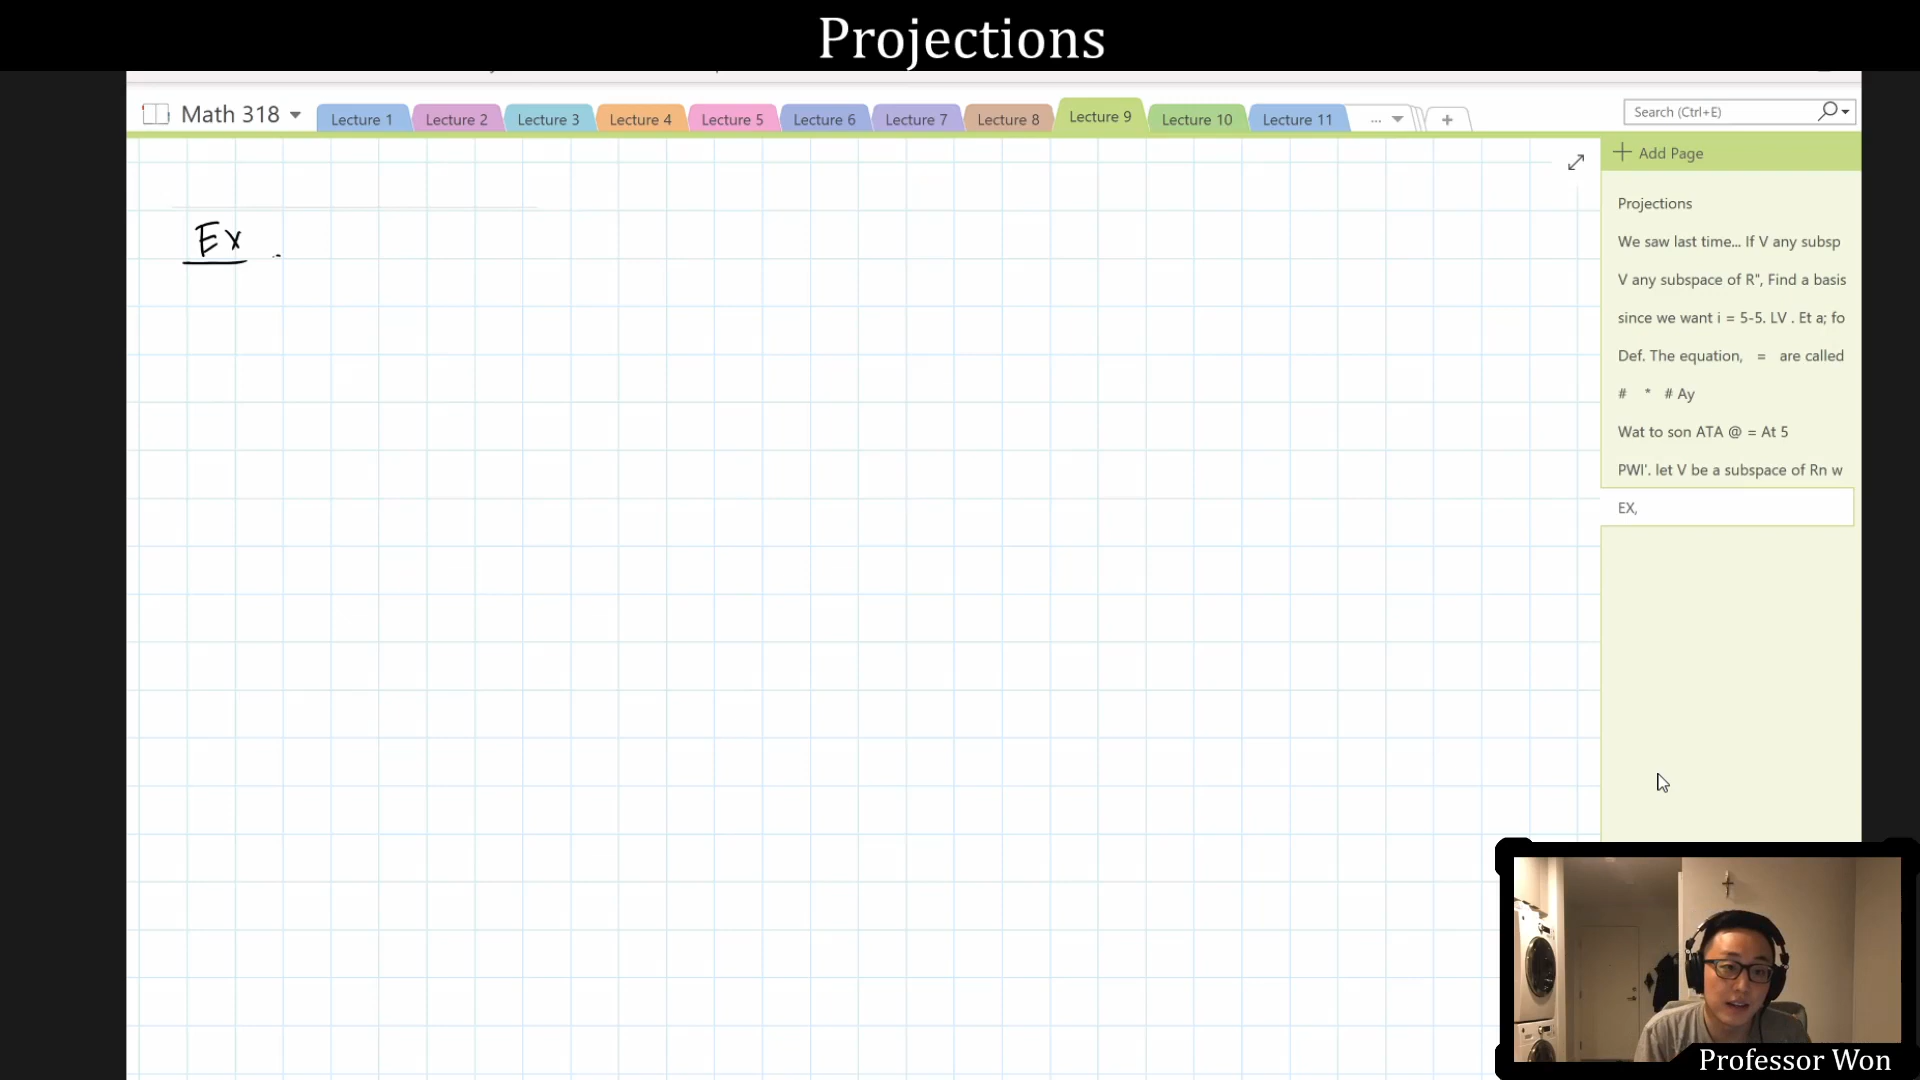 Projections
Math 318
Lecture 1
Lecture 2
Lecture 3
Lecture 4
Lecture 5
Lecture 6
Lecture 7
Lecture 8
Lecture 9
Lecture 10
Lecture 11
...
+
Search (Ctrl+E)
Add Page
Projections
We saw last time... If V any subsp
V any subspace of R", Find a basis
since we want i = 5-5. LV . Et a; fo
Def. The equation, = are called
# * # Ay
Wat to son ATA @ = At 5
PWI'. let V be a subspace of Rn w
EX,
Ex
Professor Won